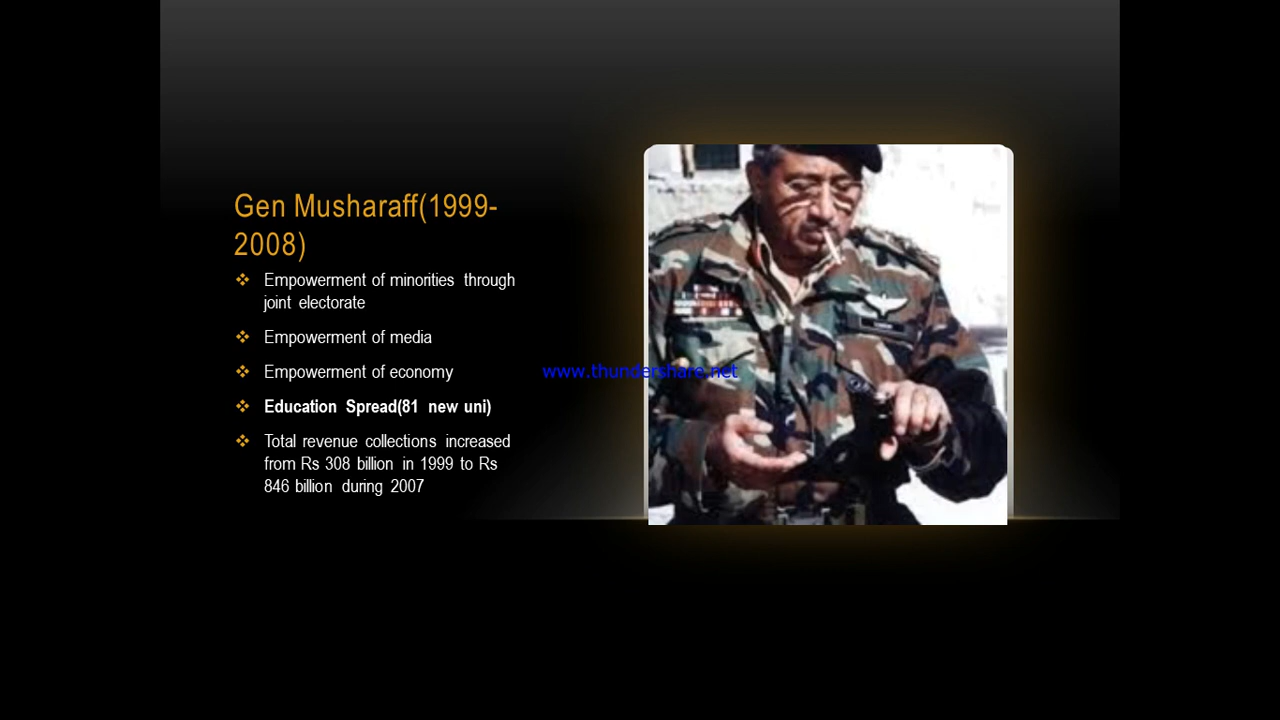 Gen Musharaff(1999-
2008)
Empowerment of minorities through
joint electorate
Empowerment of media
Empowerment of economy
www.thundershare.net
Education Spread(81 new uni)
Total revenue collections increased
from Rs 308 billion in 1999 to Rs
846 billion during 2007